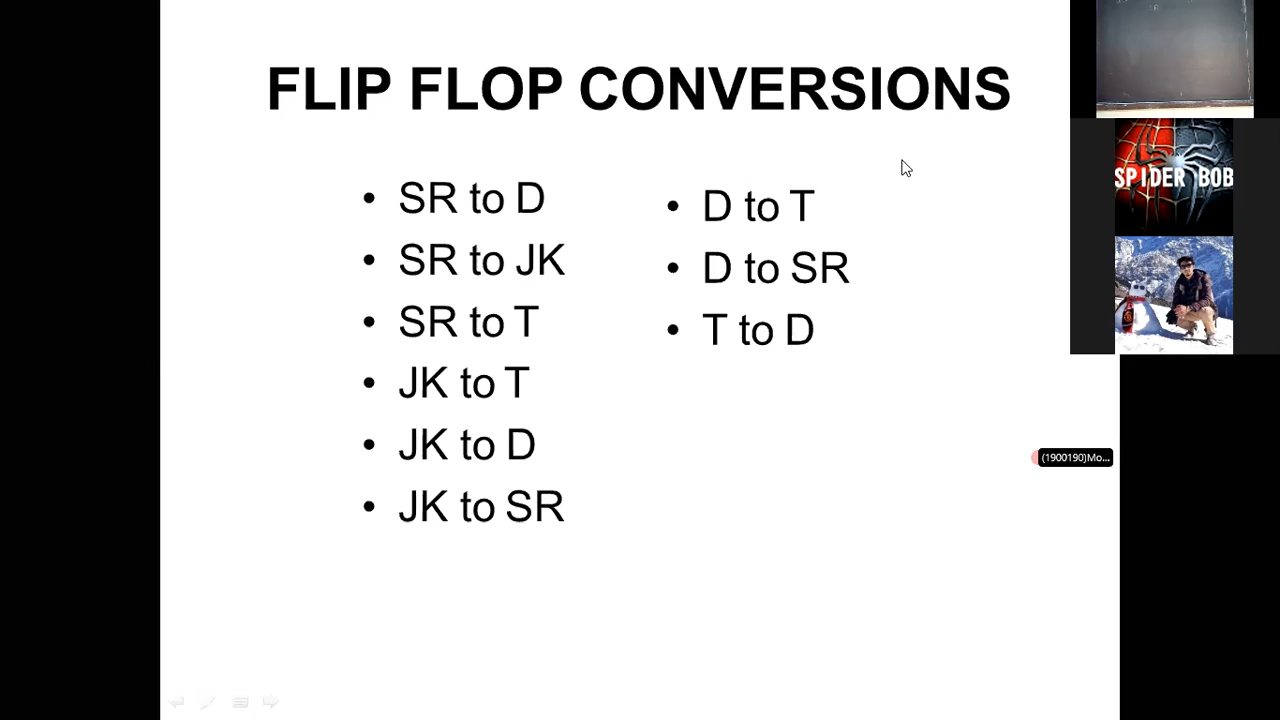 FLIP FLOP CONVERSIONS
• SR to D
• SR to JK
• SR to T
• JK to T
• JK to D
• JK to SR
• D to T
• D to SR
• T to D
SPIDER BOB
(1900190)Mo...